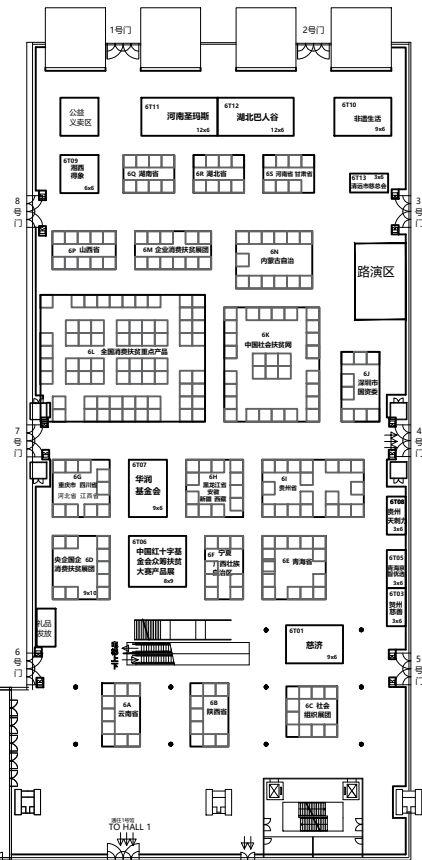 1号门
2号门
公益
义卖区
6T11
河南圣玛斯
12x6
6T12
湖北巴人谷
12x6
6T10
非遗生活
9x6
6T09
湘西
得象
6x6
6Q 湖南省
6R 湖北省
6S 河南省 甘肃省
6T13 3x6
清远市慈总会
8号门
3号门
6P 山西省
6M 企业消费扶贫展团
6N
内蒙古自治
路演区
6L 全国消费扶贫重点产品
6K
中国社会扶贫网
6J
深圳市
国资委
7号门
4号门
6G
重庆市 四川省
河北省 江西省
6T07
华润
基金会
9x6
6H
黑龙江省
安徽
新疆 西藏
6I
贵州省
6T08
贵州
天刺力
3x6
央企国企 6D
消费扶贫展团
9x10
6T06
中国红十字基
金会众筹扶贫
大赛产品展
8x9
6F 宁夏
广西壮族
自治区
6E 青海省
6T05
3x6
6T03
贺州
慈善
3x6
礼品
发放
6T01
慈济
9x6
6号门
5号门
6A
云南省
6B
陕西省
6C 社会
组织展团
通往1号馆
TO HALL 1